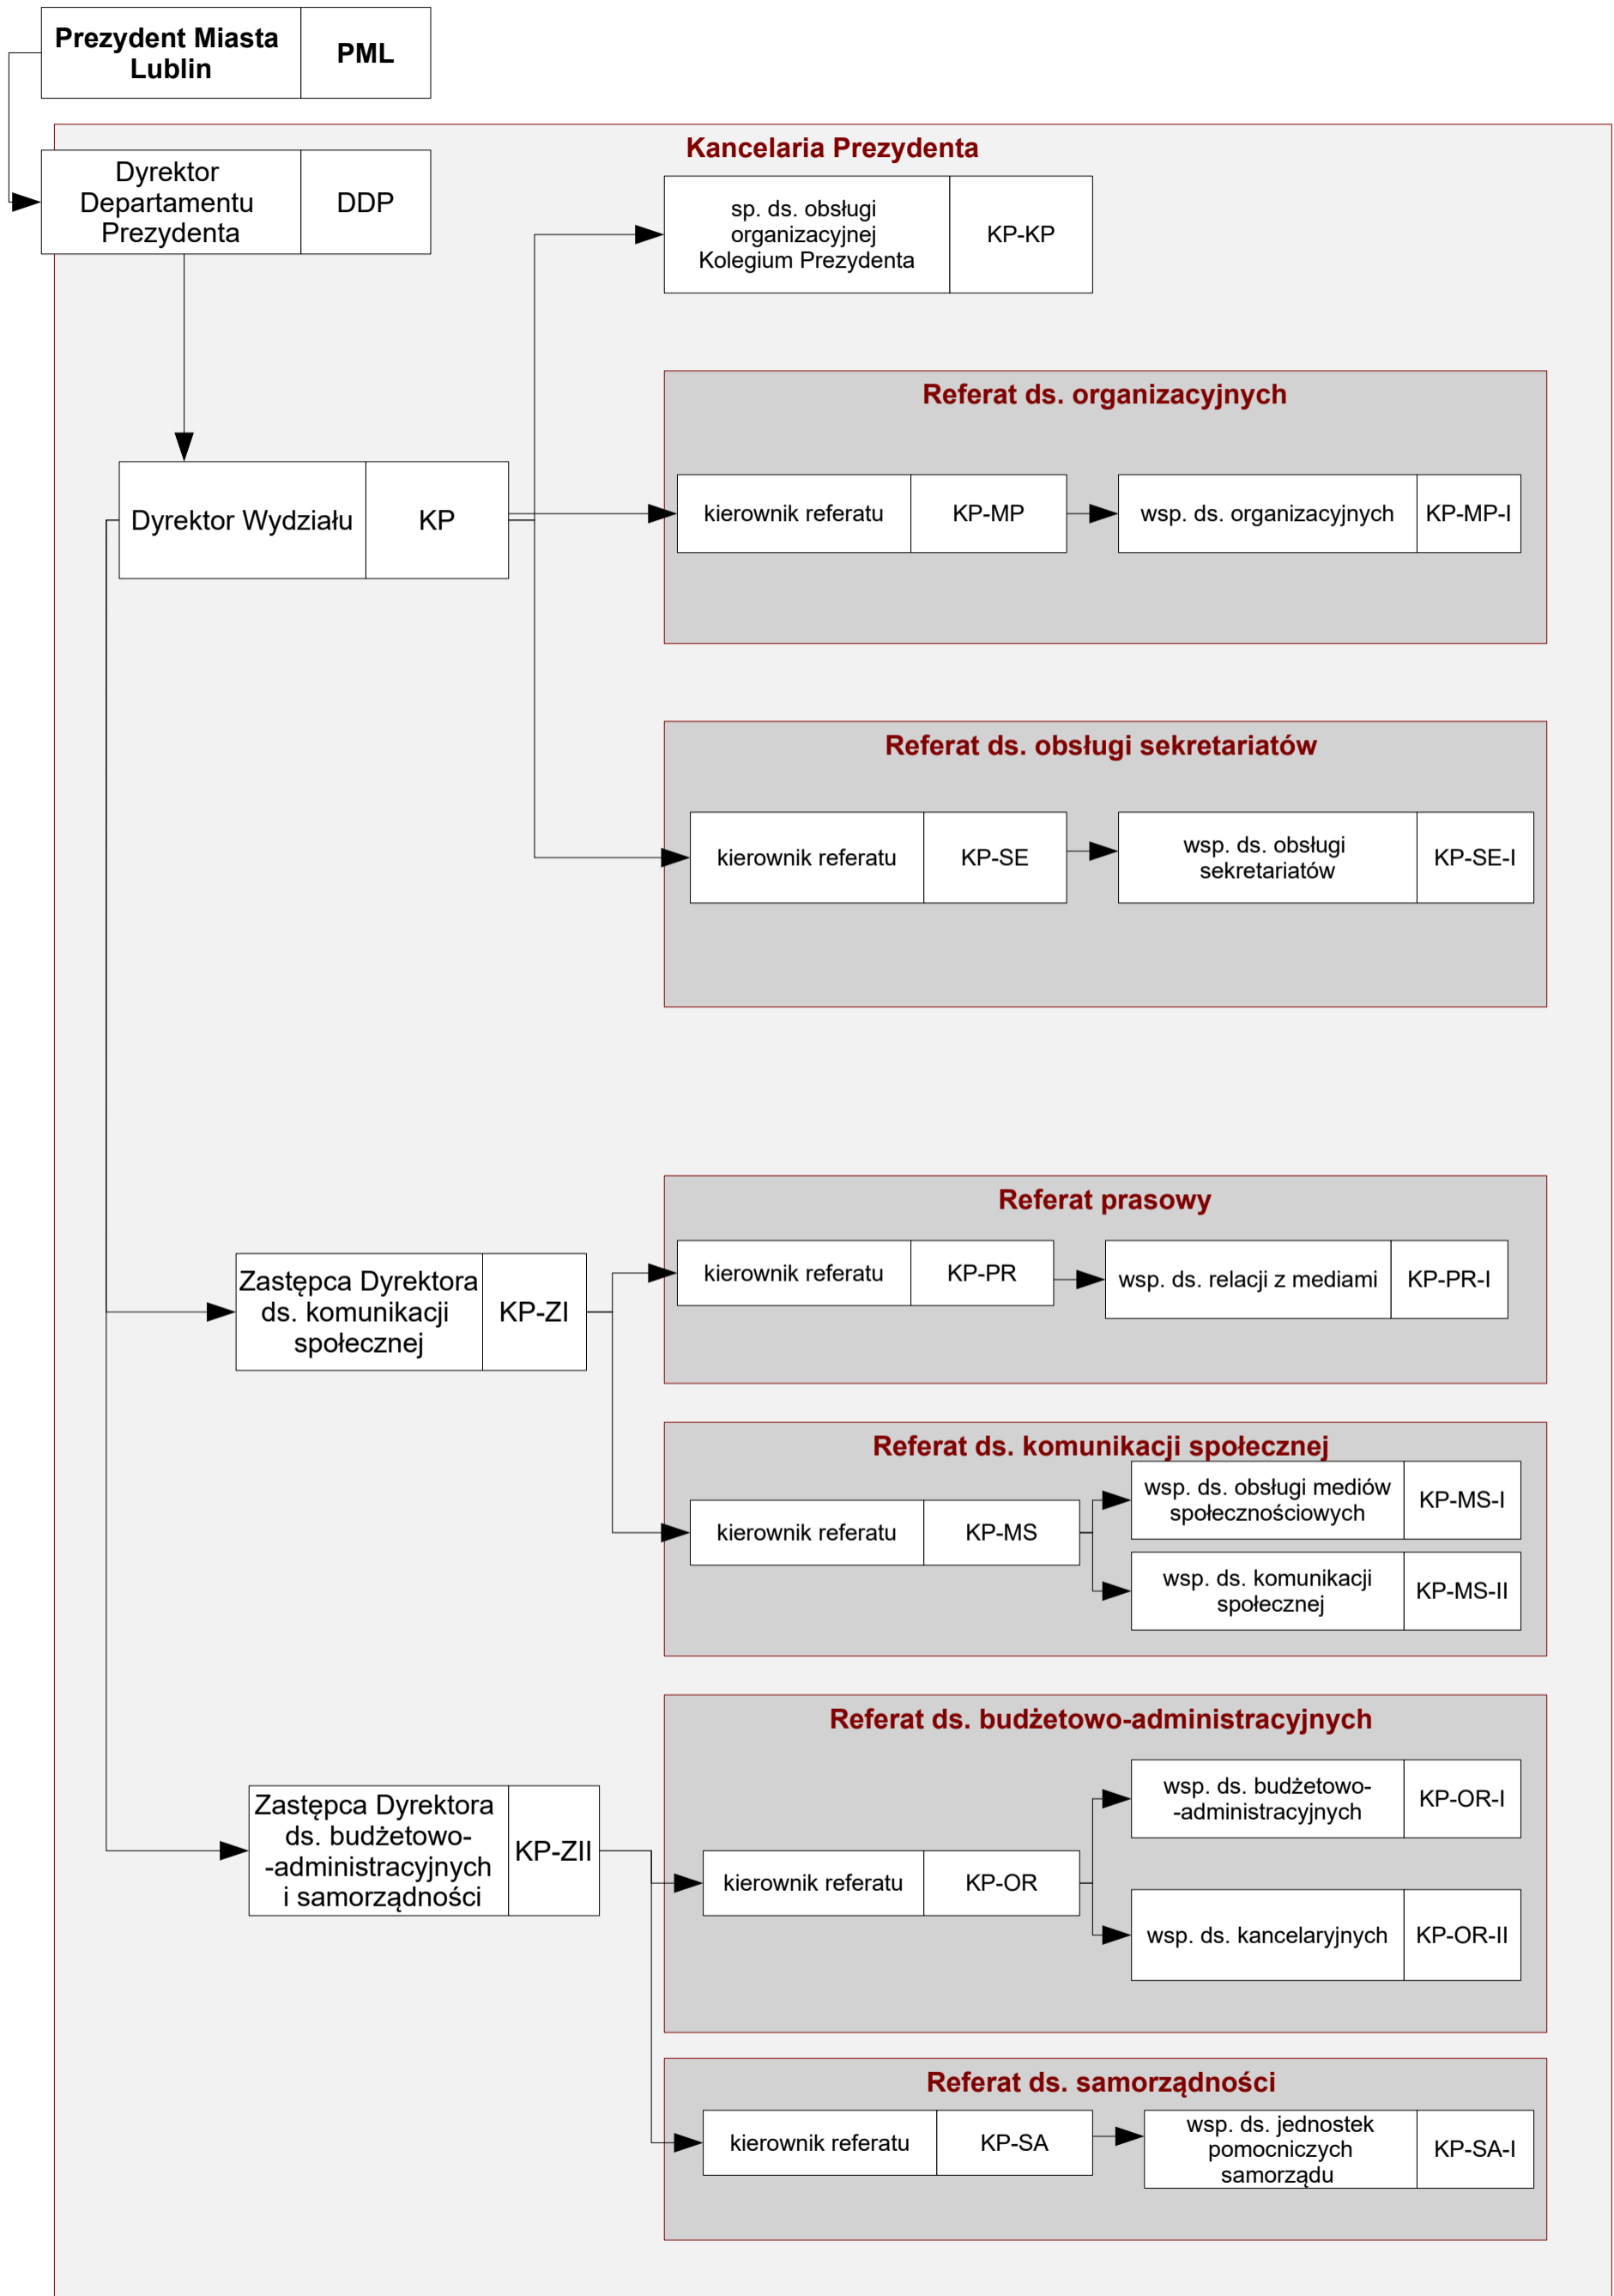 Prezydent Miasta
Lublin
PML
Kancelaria Prezydenta
Dyrektor
Departamentu
Prezydenta
DDP
sp. ds. obsługi
organizacyjnej
Kolegium Prezydenta
KP-KP
Referat ds. organizacyjnych
Dyrektor Wydziału
KP
kierownik referatu
KP-MP
wsp. ds. organizacyjnych
KP-MP-I
Referat ds. obsługi sekretariatów
kierownik referatu
KP-SE
wsp. ds. obsługi
sekretariatów
KP-SE-I
Referat prasowy
Zastępca Dyrektora
ds. komunikacji
społecznej
KP-ZI
kierownik referatu
KP-PR
wsp. ds. relacji z mediami
KP-PR-I
Referat ds. komunikacji społecznej
kierownik referatu
KP-MS
wsp. ds. obsługi mediów
społecznościowych
KP-MS-I
wsp. ds. komunikacji
społecznej
KP-MS-II
Referat ds. budżetowo-administracyjnych
Zastępca Dyrektora
ds. budżetowo-
-administracyjnych
i samorządności
KP-ZII
kierownik referatu
KP-OR
wsp. ds. budżetowo-
-administracyjnych
KP-OR-I
wsp. ds. kancelaryjnych
KP-OR-II
Referat ds. samorządności
kierownik referatu
KP-SA
wsp. ds. jednostek
pomocniczych
samorządu
KP-SA-I